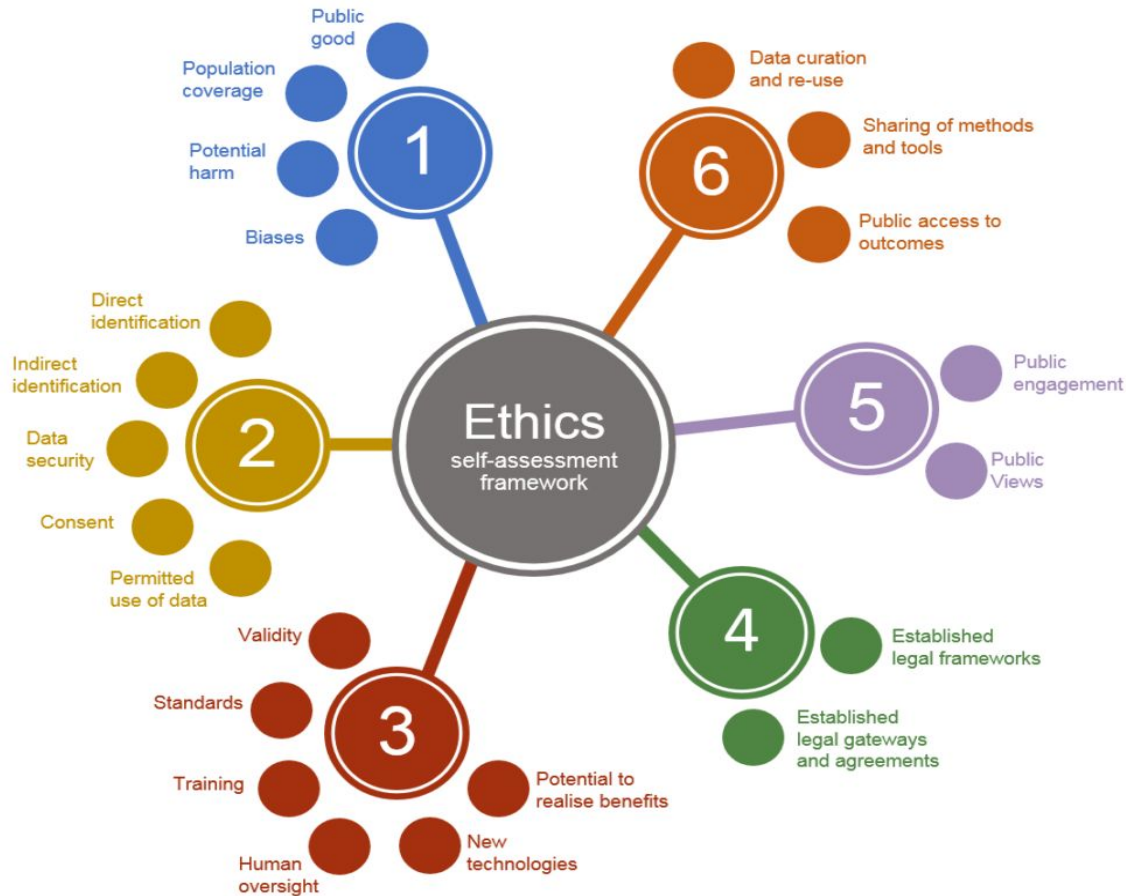 Public
good
Population
coverage
Potential
harm
Biases
1
Direct
identification
Indirect
identification
Data
security
Consent
Permitted
use of data
2
Validity
Standards
Training
Human
oversight
New
technologies
Potential to
realise benefits
3
Ethics
self-assessment
framework
Established
legal frameworks
Established
legal gateways
and agreements
4
Public
engagement
Public
Views
5
Data curation
and re-use
Sharing of methods
and tools
Public access to
outcomes
6